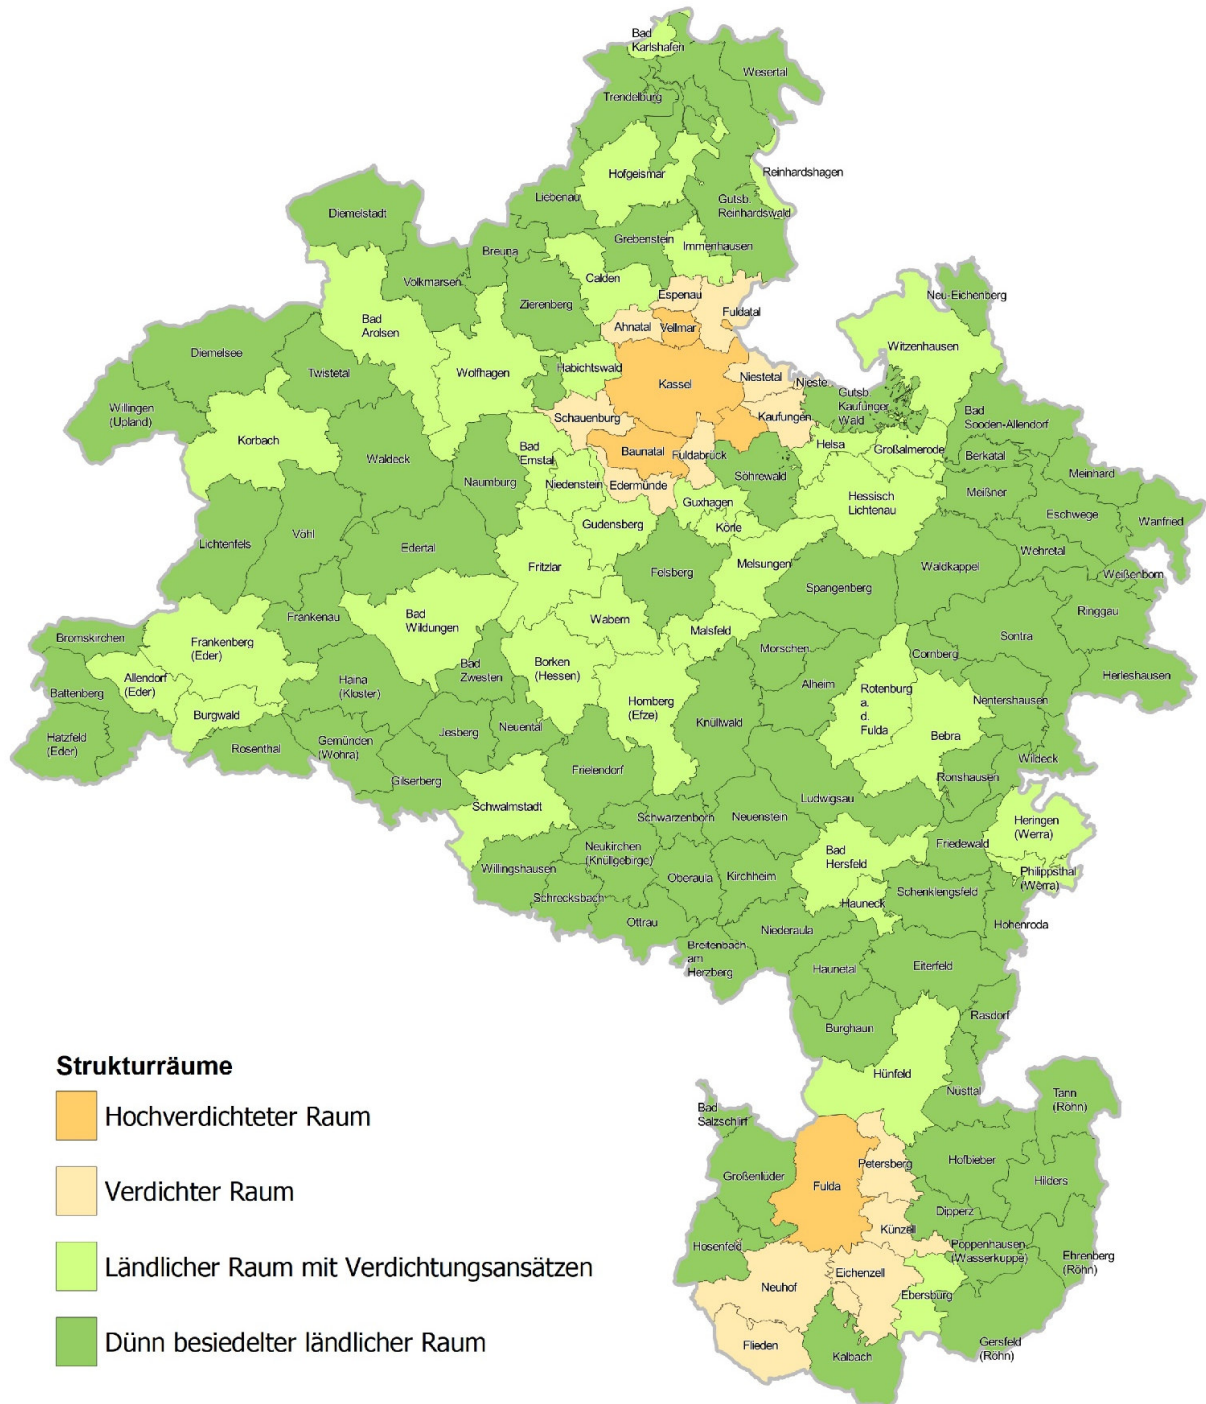 Bad
Karlshafen
Wesertal
Trendelburg
Reinhardshagen
Hofgeismar
Liebenau
Gutsb.
Reinhardswald
Diemelstadt
Grebenstein
Immenhausen
Breuna
Calden
Volkmarsen
Zierenberg
Espenau
Neu-Eichenberg
Fuldatal
Bad
Arolsen
Ahnatal
Vellmar
Witzenhausen
Diemelsee
Habichtswald
Twistetal
Wolfhagen
Kassel
Niestetal
Nieste
Gutsb.
Kaufunger
Wald
Willingen
(Upland)
Schauenburg
Kaufungen
Bad
Sooden-Allendorf
Korbach
Helsa
Großalmerode
Bad
Emstal
Baunatal
Fuldabrück
Berkatal
Waldeck
Söhrewald
Meinhard
Naumburg
Niedenstein
Edermünde
Meißner
Hessisch
Lichtenau
Guxhagen
Eschwege
Wanfried
Gudensberg
Körle
Lichtenfels
Vöhl
Edertal
Wehretal
Fritzlar
Felsberg
Melsungen
Waldkappel
Weißenborn
Spangenberg
Ringgau
Frankenau
Bad
Wildungen
Wabern
Malsfeld
Sontra
Bromskirchen
Frankenberg
(Eder)
Morschen
Cornberg
Bad
Zwesten
Borken
(Hessen)
Herleshausen
Allendorf
(Eder)
Haina
(Kloster)
Alheim
Rotenburg
a.
d.
Fulda
Battenberg
Homberg
(Efze)
Nentershausen
Burgwald
Knüllwald
Neuental
Jesberg
Bebra
Hatzfeld
(Eder)
Rosenthal
Gemünden
(Wohra)
Wildeck
Frielendorf
Ronshausen
Gilserberg
Ludwigsau
Schwalmstadt
Schwarzenborn
Neuenstein
Heringen
(Werra)
Neukirchen
(Knüllgebirge)
Friedewald
Bad
Hersfeld
Willingshausen
Philippsthal
(Werra)
Oberaula
Kirchheim
Schenklengsfeld
Schrecksbach
Hauneck
Ottrau
Hohenroda
Niederaula
Breitenbach
am
Herzberg
Haunetal
Eiterfeld
Rasdorf
Burghaun
Hünfeld
Nüsttal
Tann
(Röhn)
Bad
Salzschlirf
Hofbieber
Petersberg
Großenlüder
Hilders
Fulda
Dipperz
Künzell
Hosenfeld
Poppenhausen
(Wasserkuppe)
Ehrenberg
(Röhn)
Eichenzell
Neuhof
Ebersburg
Gersfeld
(Röhn)
Flieden
Kalbach
Strukturräume
Hochverdichteter Raum
Verdichter Raum
Ländlicher Raum mit Verdichtungsansätzen
Dünn besiedelter ländlicher Raum